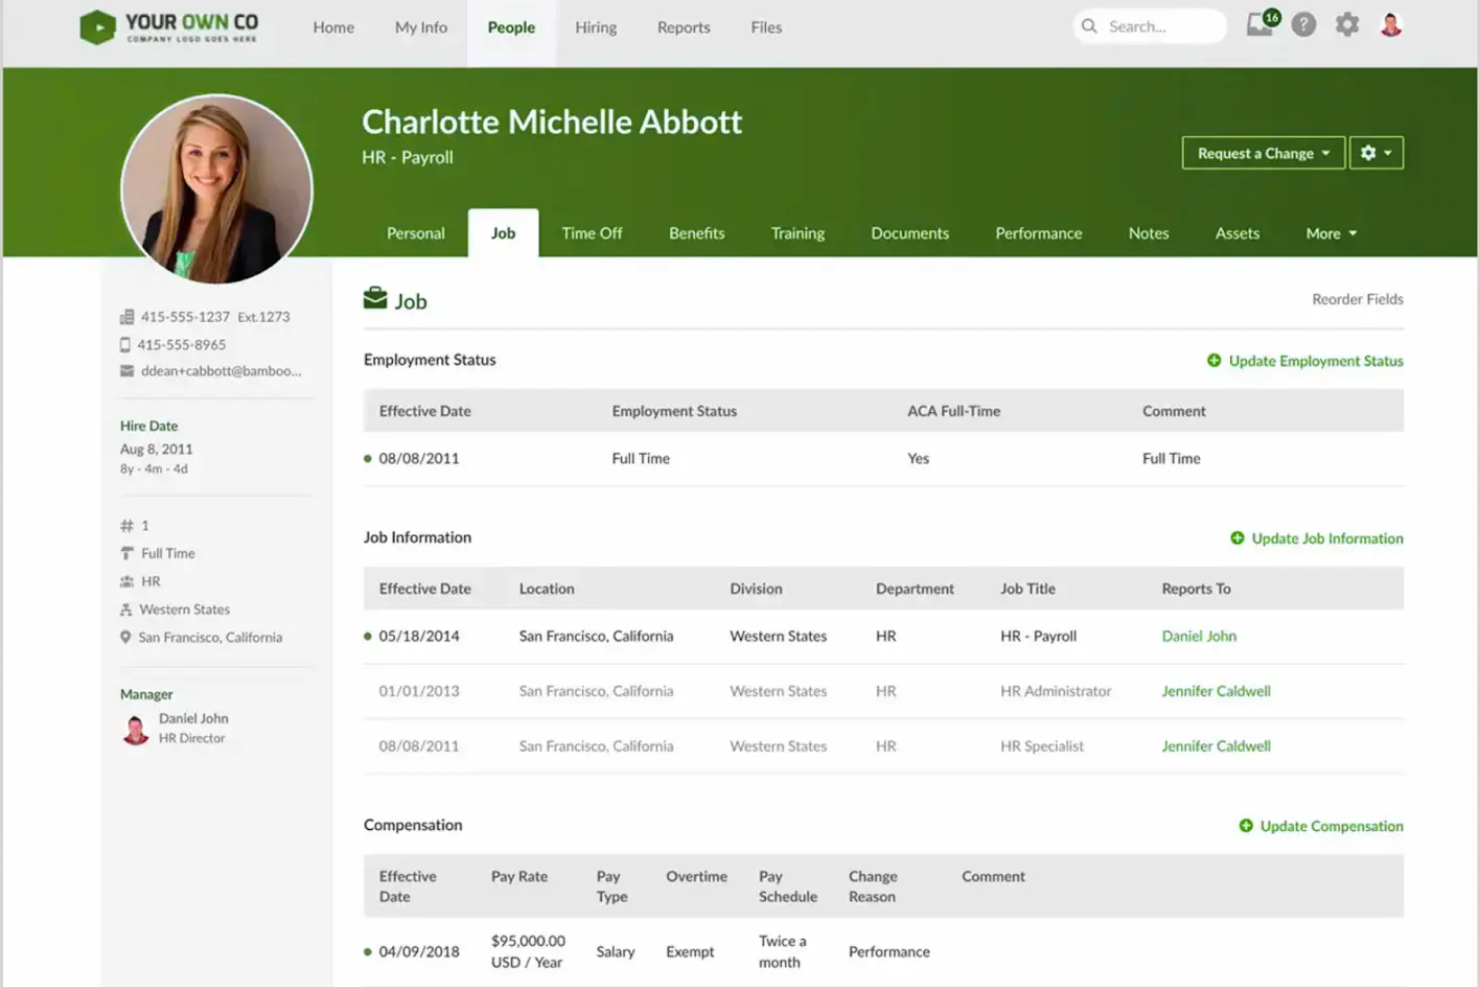 YOUR OWN CO
COMPANY LOGO GOES HERE
Home My Info People Hiring Reports Files
Search...
16
?
Charlotte Michelle Abbott
HR - Payroll
Request a Change
Personal Job Time Off Benefits Training Documents Performance Notes Assets More
415-555-1237 Ext.1273
415-555-8965
ddean+cabbott@bamboo...
Hire Date
Aug 8, 2011
8y - 4m - 4d
# 1
Full Time
HR
Western States
San Francisco, California
Manager
Daniel John
HR Director
Job
Reorder Fields
Employment Status
Update Employment Status
Effective Date Employment Status ACA Full-Time Comment
08/08/2011 Full Time Yes Full Time
Job Information
Update Job Information
Effective Date Location Division Department Job Title Reports To
05/18/2014 San Francisco, California Western States HR HR - Payroll Daniel John
01/01/2013 San Francisco, California Western States HR HR Administrator Jennifer Caldwell
08/08/2011 San Francisco, California Western States HR HR Specialist Jennifer Caldwell
Compensation
Update Compensation
Effective Pay Rate Pay Overtime Pay Change Comment
Date Type Schedule Reason
$95,000.00 Twice a
04/09/2018 Salary Exempt Performance
USD / Year month